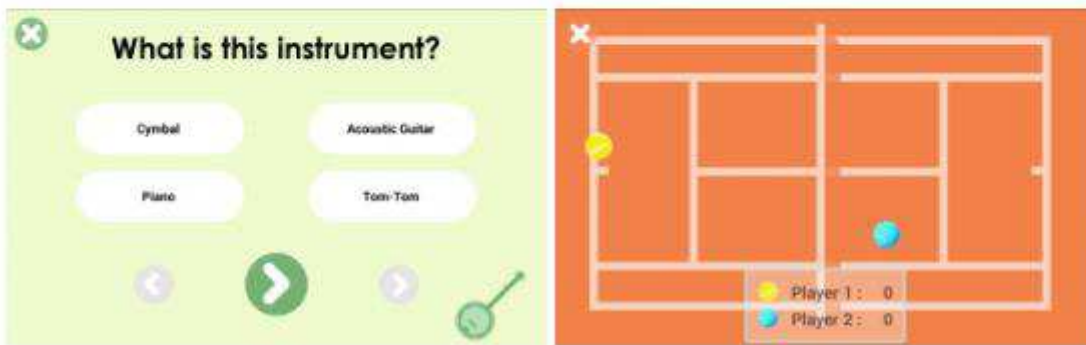 What is this instrument?
Cymbal
Acoustic Guitar
Piano
Tom-Tom
Player 1 : 0
Player 2 : 0